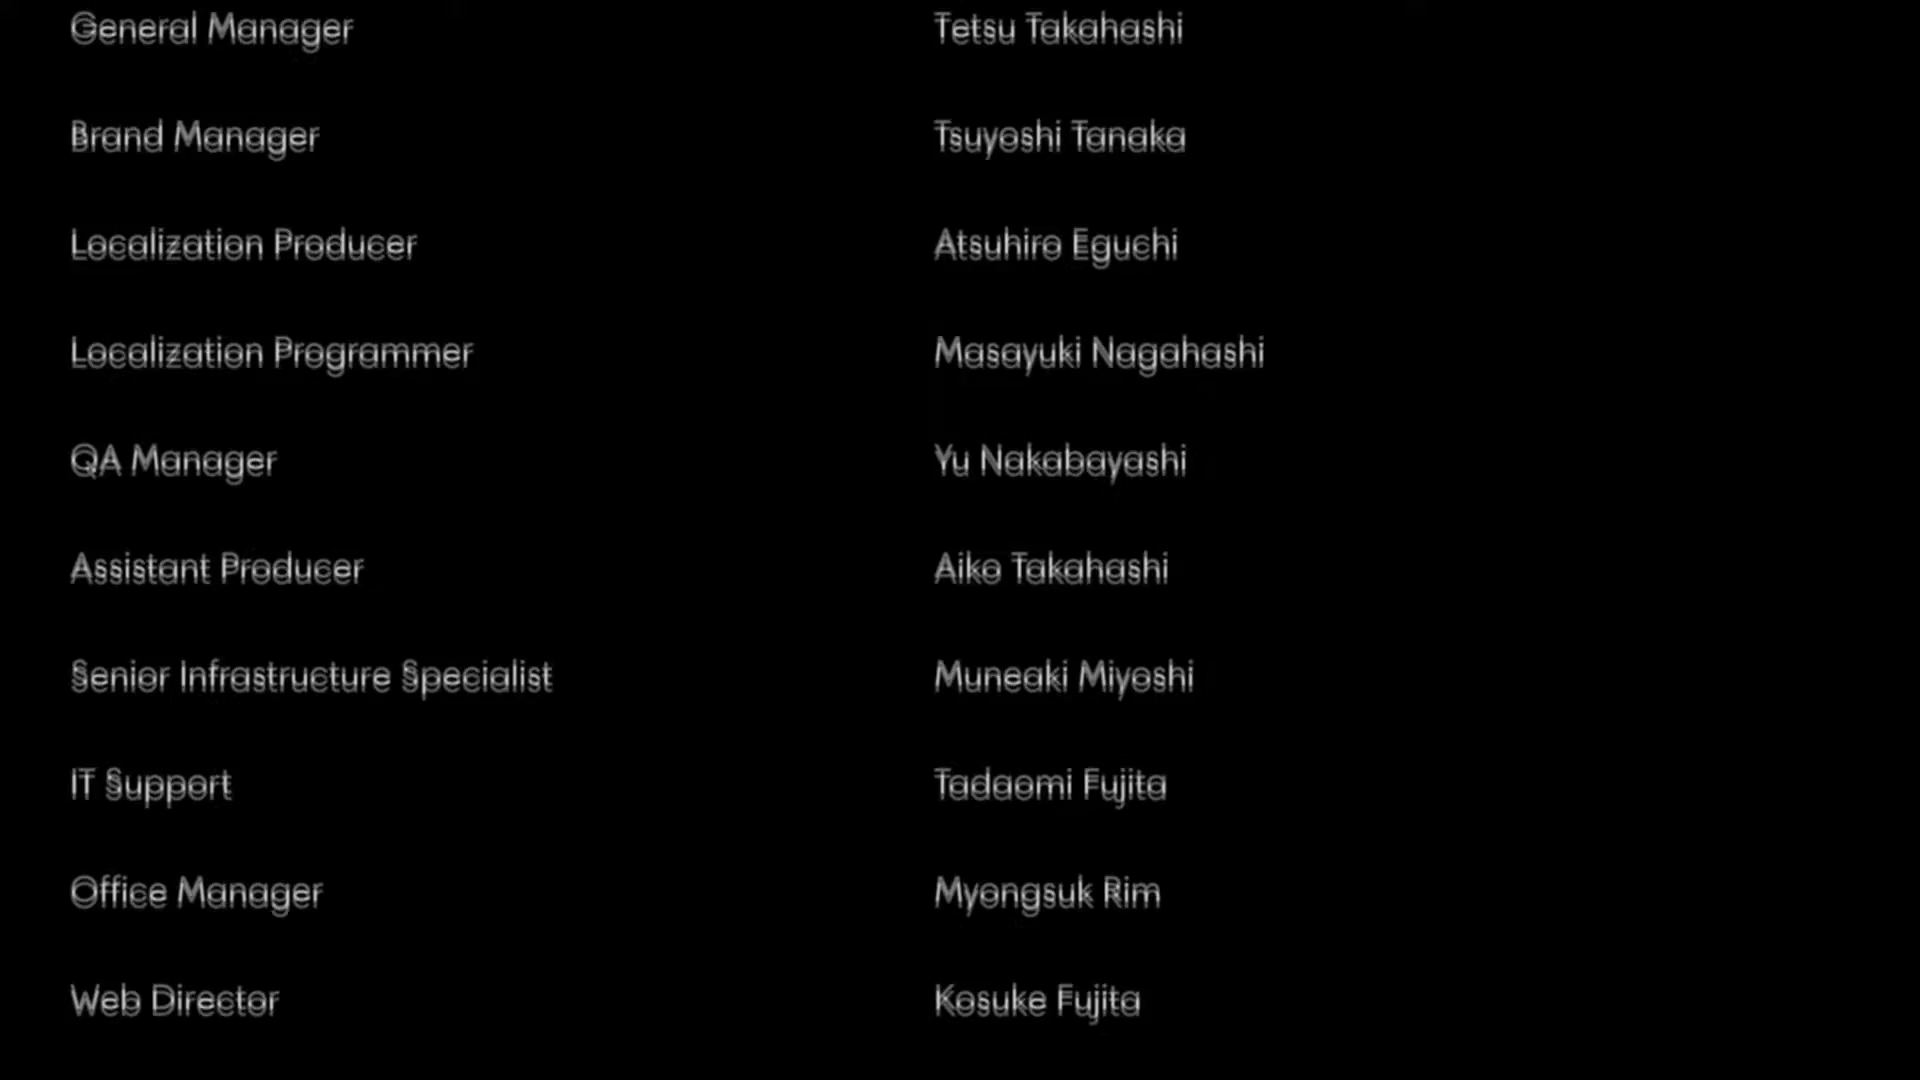 General Manager Tetsu Takahashi
Brand Manager Tsuyoshi Tanaka
Localization Producer Atsuhiro Eguchi
Localization Programmer Masayuki Nagahashi
QA Manager Yu Nakabayashi
Assistant Producer Aiko Takahashi
Senior Infrastructure Specialist Muneaki Miyoshi
IT Support Tadaomi Fujita
Office Manager Myongsuk Rim
Web Director Kosuke Fujita